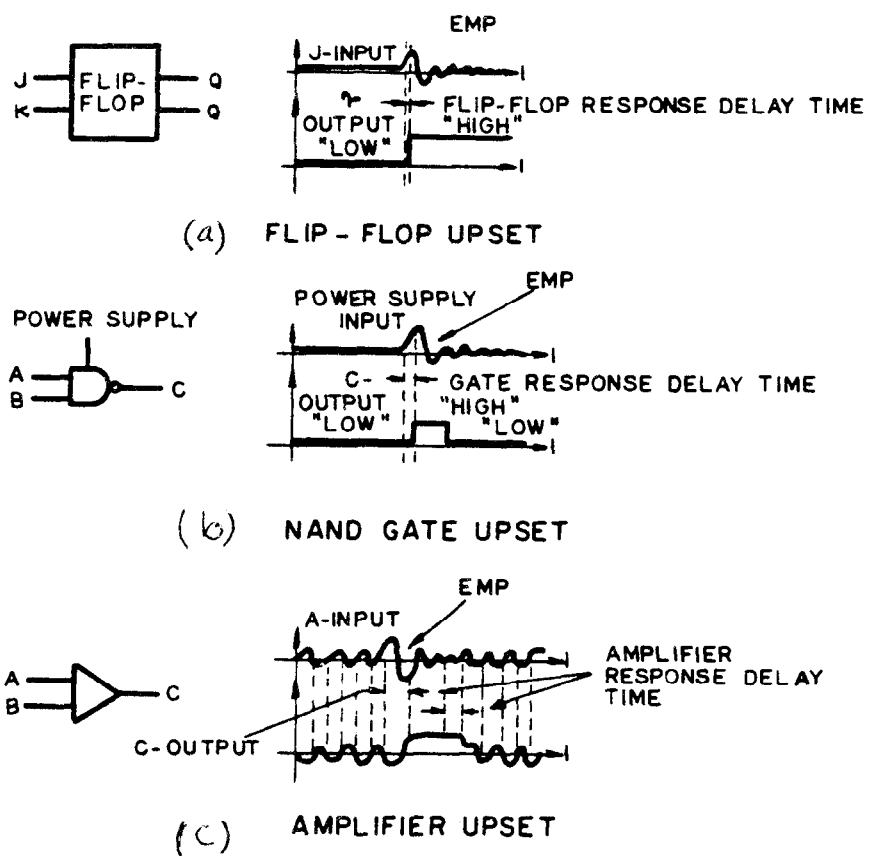 EMP
J-INPUT
J
K
FLIP-
FLOP
Q
Q
t
FLIP-FLOP RESPONSE DELAY TIME
OUTPUT
"HIGH"
"LOW"
t
(a) FLIP-FLOP UPSET
EMP
POWER SUPPLY
POWER SUPPLY
INPUT
A
B
C
t
C-
GATE RESPONSE DELAY TIME
OUTPUT
"HIGH"
"LOW"
"LOW"
t
(b) NAND GATE UPSET
EMP
A-INPUT
A
B
C
t
AMPLIFIER
RESPONSE DELAY
TIME
C-OUTPUT
t
(c) AMPLIFIER UPSET